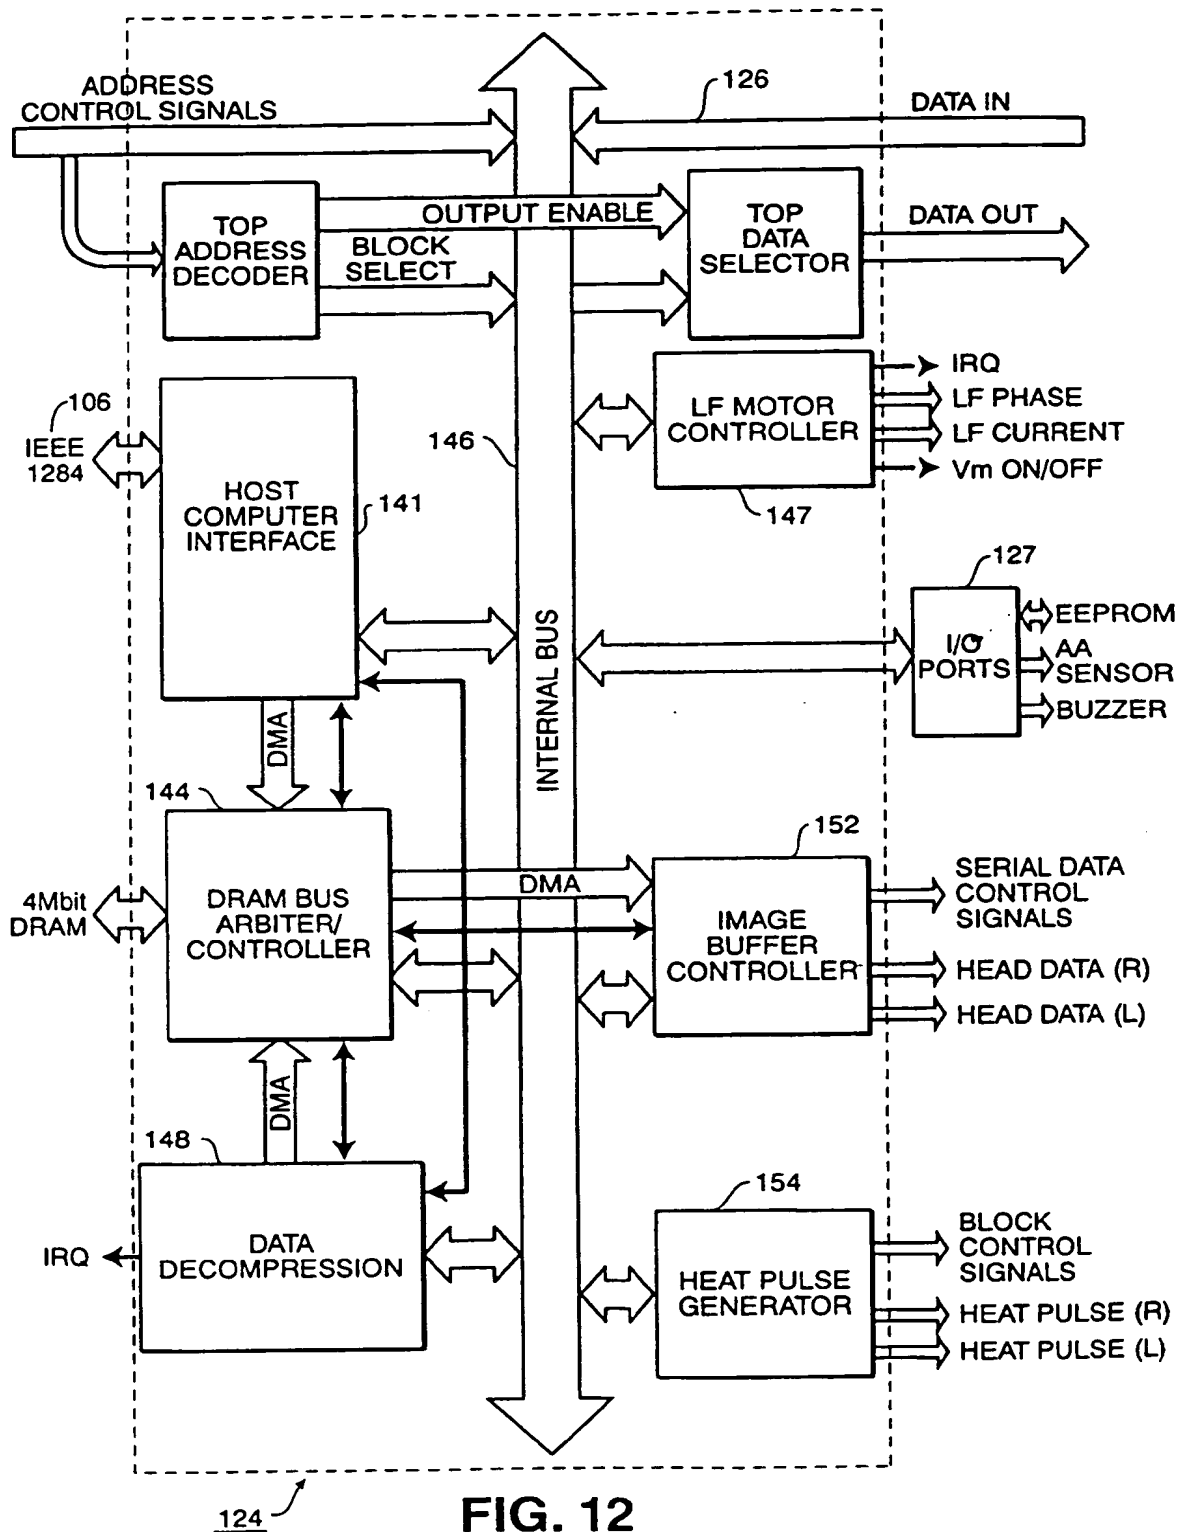 ADDRESS
CONTROL SIGNALS
126
DATA IN
TOP
ADDRESS
DECODER
OUTPUT ENABLE
BLOCK
SELECT
TOP
DATA
SELECTOR
DATA OUT
106
IEEE
1284
HOST
COMPUTER
INTERFACE
141
146
LF MOTOR
CONTROLLER
147
IRQ
LF PHASE
LF CURRENT
Vm ON/OFF
127
I/O
PORTS
EEPROM
AA
SENSOR
BUZZER
INTERNAL BUS
DMA
144
4Mbit
DRAM
DRAM BUS
ARBITER/
CONTROLLER
DMA
152
IMAGE
BUFFER
CONTROLLER
SERIAL DATA
CONTROL
SIGNALS
HEAD DATA (R)
HEAD DATA (L)
DMA
148
IRQ
DATA
DECOMPRESSION
154
HEAT PULSE
GENERATOR
BLOCK
CONTROL
SIGNALS
HEAT PULSE (R)
HEAT PULSE (L)
124
FIG. 12